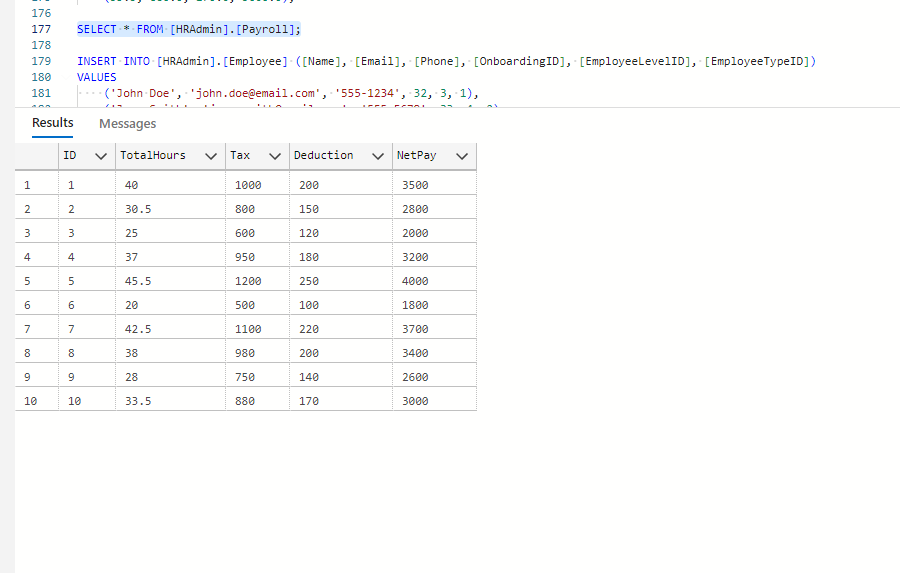 176
177 SELECT * FROM [HRAdmin].[Payroll];
178
179 INSERT INTO [HRAdmin].[Employee] ([Name], [Email], [Phone], [OnboardingID], [EmployeeLevelID], [EmployeeTypeID])
180 VALUES
181 ('John Doe', 'john.doe@email.com', '555-1234', 32, 3, 1),
Results Messages
ID TotalHours Tax Deduction NetPay
1 1 40 1000 200 3500
2 2 30.5 800 150 2800
3 3 25 600 120 2000
4 4 37 950 180 3200
5 5 45.5 1200 250 4000
6 6 20 500 100 1800
7 7 42.5 1100 220 3700
8 8 38 980 200 3400
9 9 28 750 140 2600
10 10 33.5 880 170 3000